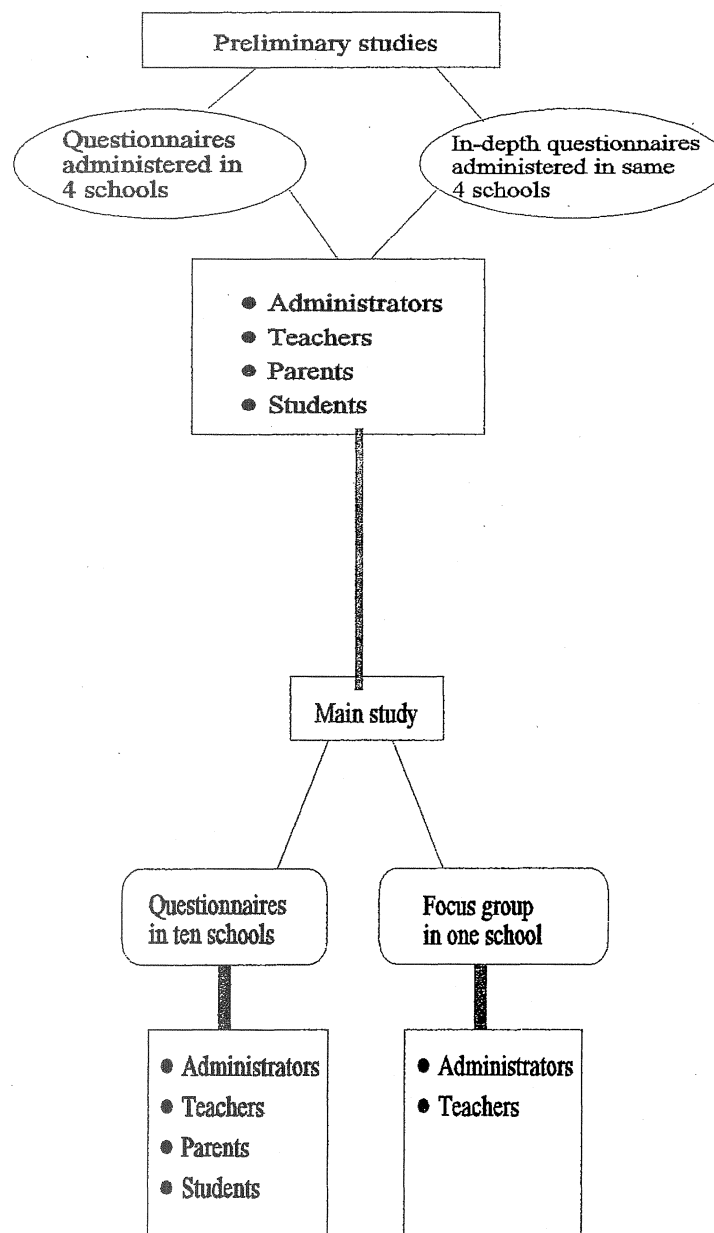 Preliminary studies
Questionnaires
administered in
4 schools
In-depth questionnaires
administered in same
4 schools
● Administrators
● Teachers
● Parents
● Students
Main study
Questionnaires
in ten schools
Focus group
in one school
● Administrators
● Teachers
● Parents
● Students
● Administrators
● Teachers